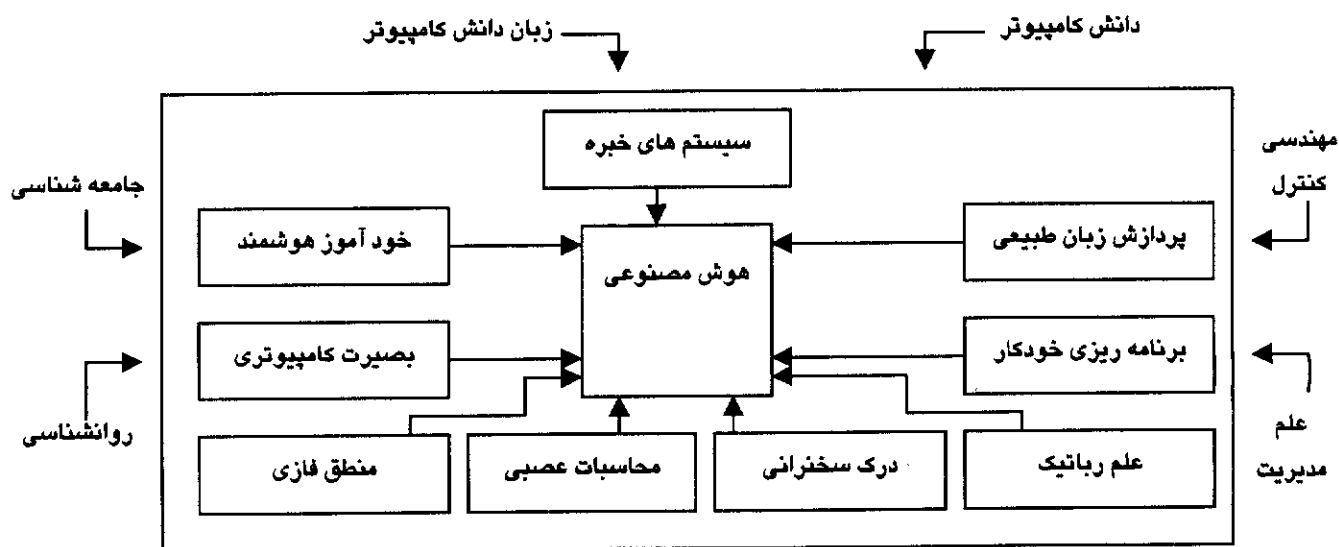 دانش کامپیوتر
زبان دانش کامپیوتر
سیستم های خبره
مهندسی
کنترل
جامعه شناسی
پردازش زبان طبیعی
خود آموز هوشمند
هوش مصنوعی
برنامه ریزی خودکار
بصیرت کامپیوتری
علم
مدیریت
روانشناسی
علم رباتیک
درک سخنرانی
محاسبات عصبی
منطق فازی